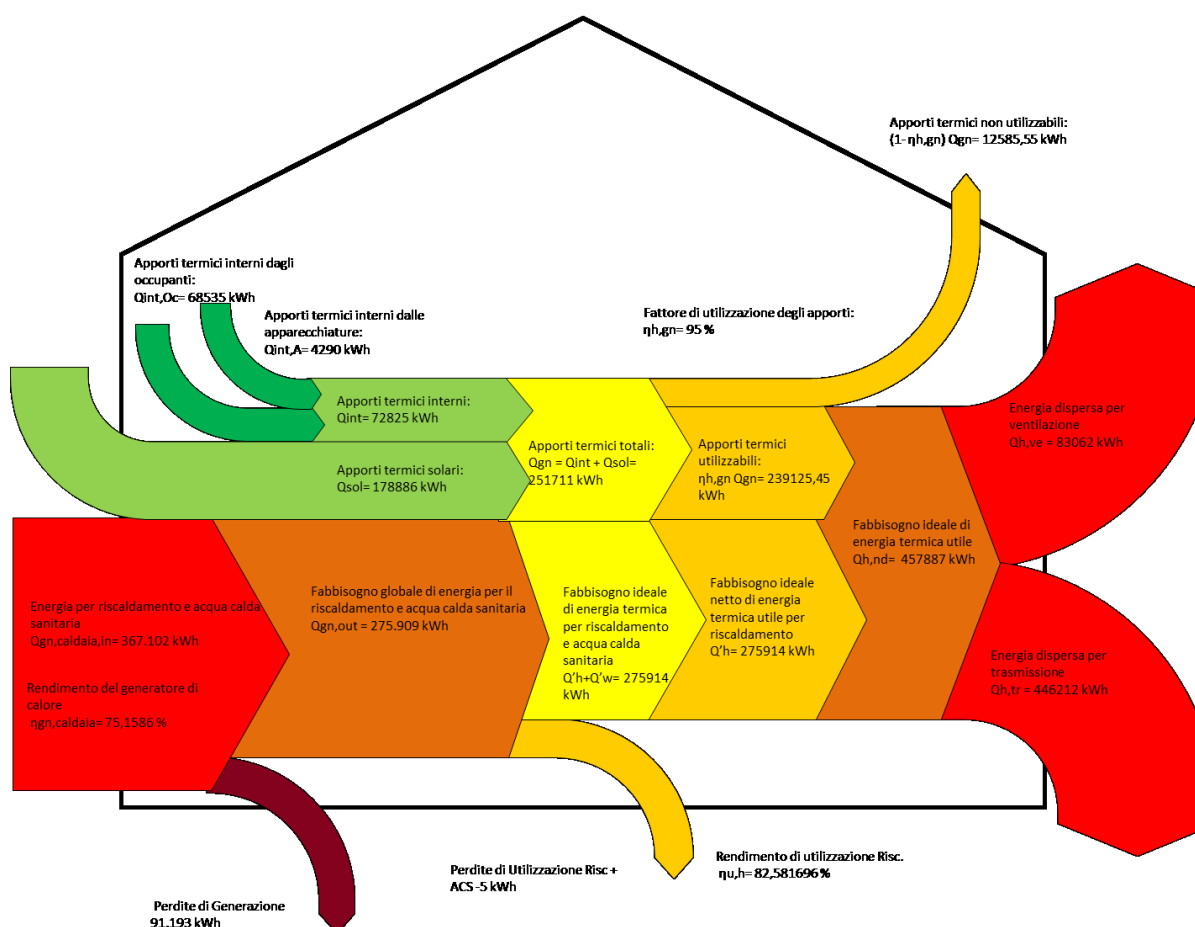 Apporti termici non utilizzabili:
(1- ηh,gn) Qgn= 12585,55 kWh
Apporti termici interni dagli
occupanti:
Qint,Oc= 68535 kWh
Apporti termici interni dalle
apparecchiature:
Qint,A= 4290 kWh
Fattore di utilizzazione degli apporti:
ηh,gn= 95 %
Apporti termici interni:
Qint= 72825 kWh
Apporti termici solari:
Qsol= 178886 kWh
Apporti termici totali:
Qgn = Qint + Qsol=
251711 kWh
Apporti termici
utilizzabili:
ηh,gn Qgn= 239125,45
kWh
Energia dispersa per
ventilazione
Qh,ve= 83062 kWh
Fabbisogno ideale di
energia termica utile
Qh,nd= 457887 kWh
Energia per riscaldamento e acqua calda
sanitaria
Qgn,caldaia,in= 367.102 kWh
Rendimento del generatore di
calore
ηgn,caldaia= 75,1586 %
Fabbisogno globale di energia per il
riscaldamento e acqua calda sanitaria
Qgn,out = 275.909 kWh
Fabbisogno ideale
di energia termica
per riscaldamento
e acqua calda
sanitaria
Q'h+Q'w= 275914
kWh
Fabbisogno ideale
netto di energia
termica utile per
riscaldamento
Q'h= 275914 kWh
Energia dispersa per
trasmissione
Qh,tr = 446212 kWh
Perdite di Utilizzazione Risc +
ACS -5 kWh
Rendimento di utilizzazione Risc.
ηu,h= 82,581696 %
Perdite di Generazione
91.193 kWh